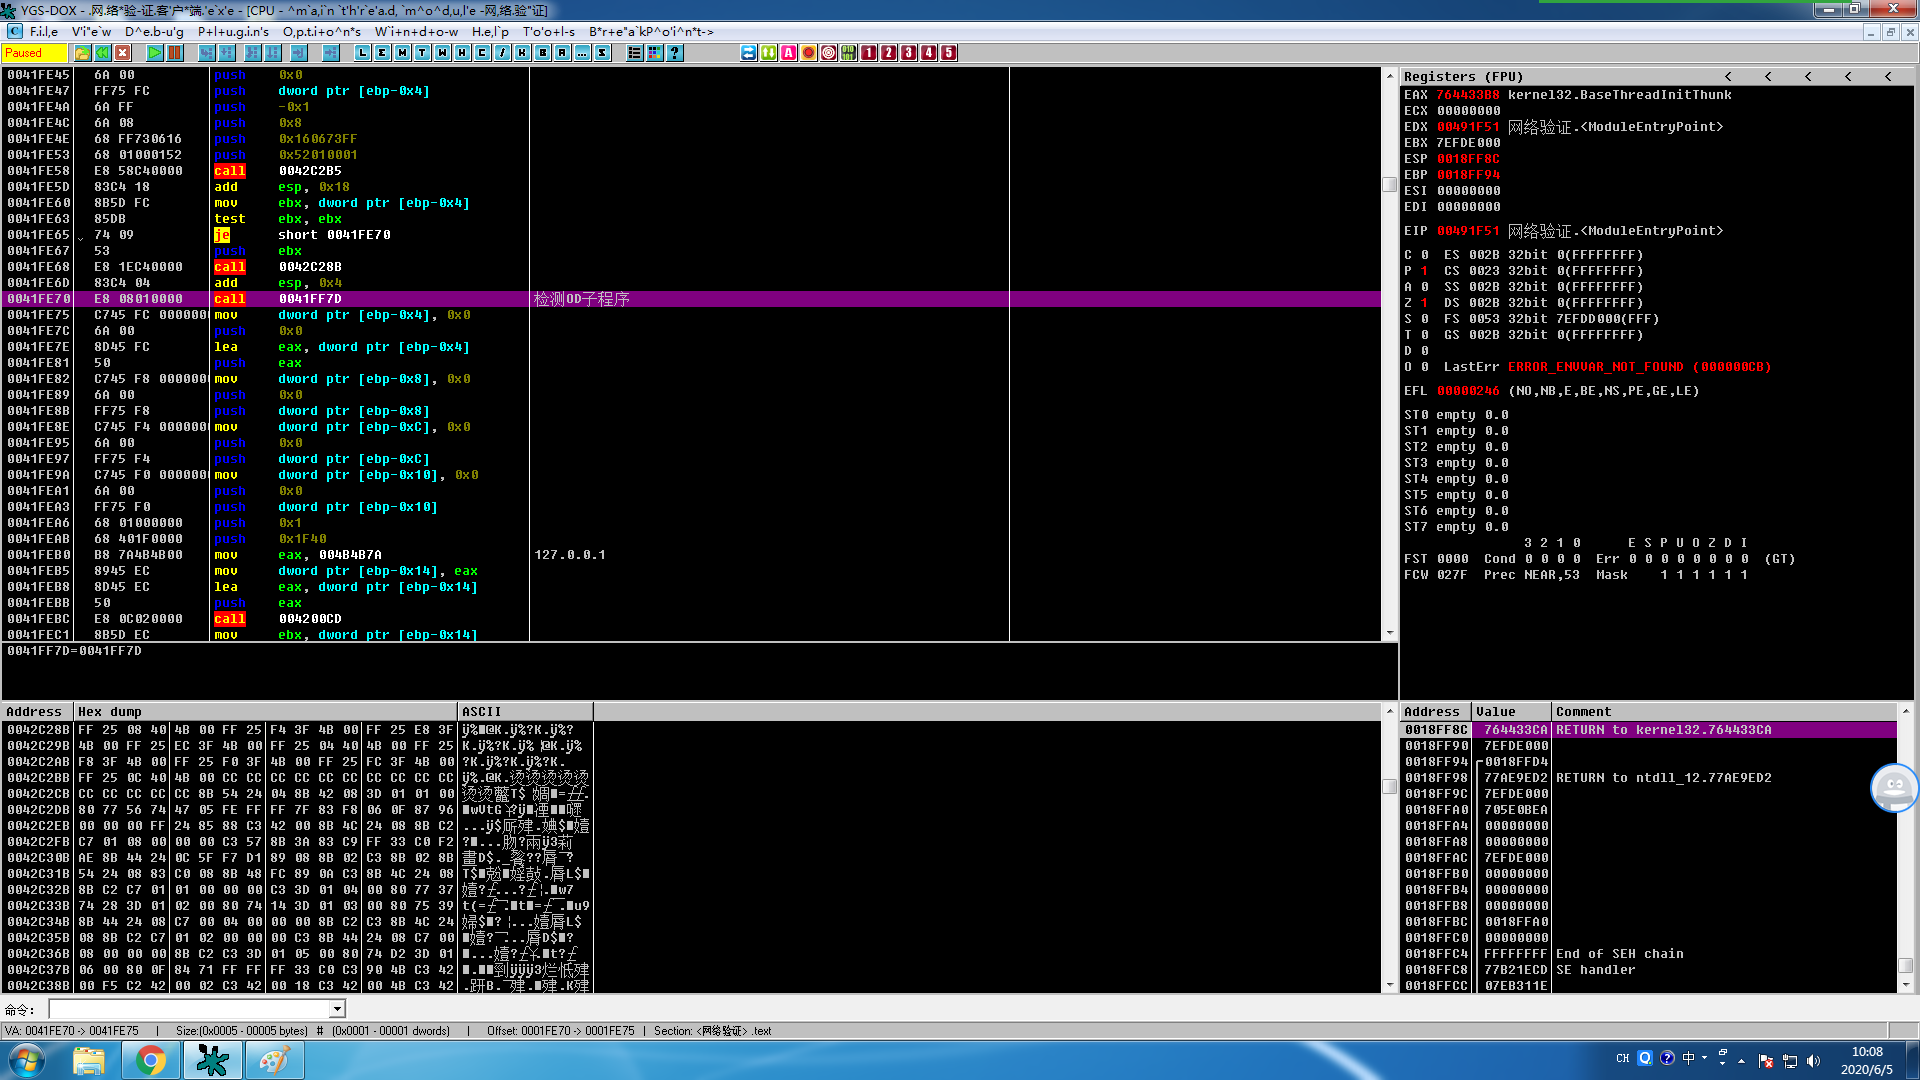 YGS-DOX - .网.络*验-证.客'户*端.'e`x'e - [CPU - ^m`a,i`n `t'h'r`e'a.d, `m^o^d,u,l'e -网.络.验"证]
F.i.l,e V'i"e`w D^e.b-u'g P+l+u.g.i.n's O,p.t.i+o^n*s W`i+n+d+o-w H.e,l`p T'o'o+l-s B*r+e"a`kP^o'i^n*t->
Paused L E M T W H C / K B R ... S ? A 1 2 3 4 5
0041FE45 6A 00 push 0x0
0041FE47 FF75 FC push dword ptr [ebp-0x4]
0041FE4A 6A FF push -0x1
0041FE4C 6A 08 push 0x8
0041FE4E 68 FF730616 push 0x160673FF
0041FE53 68 01000152 push 0x52010001
0041FE58 E8 58C40000 call 0042C2B5
0041FE5D 83C4 18 add esp, 0x18
0041FE60 8B5D FC mov ebx, dword ptr [ebp-0x4]
0041FE63 85DB test ebx, ebx
0041FE65 74 09 je short 0041FE70
0041FE67 53 push ebx
0041FE68 E8 1EC40000 call 0042C28B
0041FE6D 83C4 04 add esp, 0x4
0041FE70 E8 08010000 call 0041FF7D 检测OD子程序
0041FE75 C745 FC 0000000 mov dword ptr [ebp-0x4], 0x0
0041FE7C 6A 00 push 0x0
0041FE7E 8D45 FC lea eax, dword ptr [ebp-0x4]
0041FE81 50 push eax
0041FE82 C745 F8 0000000 mov dword ptr [ebp-0x8], 0x0
0041FE89 6A 00 push 0x0
0041FE8B FF75 F8 push dword ptr [ebp-0x8]
0041FE8E C745 F4 0000000 mov dword ptr [ebp-0xC], 0x0
0041FE95 6A 00 push 0x0
0041FE97 FF75 F4 push dword ptr [ebp-0xC]
0041FE9A C745 F0 0000000 mov dword ptr [ebp-0x10], 0x0
0041FEA1 6A 00 push 0x0
0041FEA3 FF75 F0 push dword ptr [ebp-0x10]
0041FEA6 68 01000000 push 0x1
0041FEAB 68 401F0000 push 0x1F40
0041FEB0 B8 7A4B4B00 mov eax, 004B4B7A 127.0.0.1
0041FEB5 8945 EC mov dword ptr [ebp-0x14], eax
0041FEB8 8D45 EC lea eax, dword ptr [ebp-0x14]
0041FEBB 50 push eax
0041FEBC E8 0C020000 call 004200CD
0041FEC1 8B5D EC mov ebx, dword ptr [ebp-0x14]
0041FF7D=0041FF7D
Registers (FPU) < < < < <
EAX 764433B8 kernel32.BaseThreadInitThunk
ECX 00000000
EDX 00491F51 网络验证.<ModuleEntryPoint>
EBX 7EFDE000
ESP 0018FF8C
EBP 0018FF94
ESI 00000000
EDI 00000000
EIP 00491F51 网络验证.<ModuleEntryPoint>
C 0 ES 002B 32bit 0(FFFFFFFF)
P 1 CS 0023 32bit 0(FFFFFFFF)
A 0 SS 002B 32bit 0(FFFFFFFF)
Z 1 DS 002B 32bit 0(FFFFFFFF)
S 0 FS 0053 32bit 7EFDD000(FFF)
T 0 GS 002B 32bit 0(FFFFFFFF)
D 0
O 0 LastErr ERROR_ENVVAR_NOT_FOUND (000000CB)
EFL 00000246 (NO,NB,E,BE,NS,PE,GE,LE)
ST0 empty 0.0
ST1 empty 0.0
ST2 empty 0.0
ST3 empty 0.0
ST4 empty 0.0
ST5 empty 0.0
ST6 empty 0.0
ST7 empty 0.0
3 2 1 0 E S P U O Z D I
FST 0000 Cond 0 0 0 0 Err 0 0 0 0 0 0 0 0 (GT)
FCW 027F Prec NEAR,53 Mask 1 1 1 1 1 1
Address Hex dump ASCII
0042C28B FF 25 08 40 4B 00 FF 25 F4 3F 4B 00 FF 25 E8 3F
0042C29B 4B 00 FF 25 EC 3F 4B 00 FF 25 04 40 4B 00 FF 25
0042C2AB F8 3F 4B 00 FF 25 F0 3F 4B 00 FF 25 FC 3F 4B 00
0042C2BB FF 25 0C 40 4B 00 CC CC CC CC CC CC CC CC CC CC
0042C2CB CC CC CC CC CC 8B 54 24 04 8B 42 08 3D 01 01 00
0042C2DB 80 77 56 74 47 05 FE FF FF 7F 83 F8 06 0F 87 96
0042C2EB 00 00 00 FF 24 85 88 C3 42 00 8B 4C 24 08 8B C2
0042C2FB C7 01 08 00 00 00 C3 57 8B 3A 83 C9 FF 33 C0 F2
0042C30B AE 8B 44 24 0C 5F F7 D1 89 08 8B 02 C3 8B 02 8B
0042C31B 54 24 08 83 C0 08 8B 48 FC 89 0A C3 8B 4C 24 08
0042C32B 8B C2 C7 01 01 00 00 00 C3 3D 01 04 00 80 77 37
0042C33B 74 28 3D 01 02 00 80 74 14 3D 01 03 00 80 75 39
0042C34B 8B 44 24 08 C7 00 04 00 00 00 8B C2 C3 8B 4C 24
0042C35B 08 8B C2 C7 01 02 00 00 00 C3 8B 44 24 08 C7 00
0042C36B 08 00 00 00 8B C2 C3 3D 01 05 00 80 74 D2 3D 01
0042C37B 06 00 80 0F 84 71 FF FF FF 33 C0 C3 90 4B C3 42
0042C38B 00 F5 C2 42 00 02 C3 42 00 18 C3 42 00 4B C3 42
Address Value Comment
0018FF8C 764433CA RETURN to kernel32.764433CA
0018FF90 7EFDE000
0018FF94 0018FFD4
0018FF98 77AE9ED2 RETURN to ntdll_12.77AE9ED2
0018FF9C 7EFDE000
0018FFA0 705E0BEA
0018FFA4 00000000
0018FFA8 00000000
0018FFAC 7EFDE000
0018FFB0 00000000
0018FFB4 00000000
0018FFB8 00000000
0018FFBC 0018FFA0
0018FFC0 00000000
0018FFC4 FFFFFFFF End of SEH chain
0018FFC8 77B21ECD SE handler
0018FFCC 07EB311E
命令:
VA: 0041FE70 -> 0041FE75 | Size:(0x0005 - 00005 bytes) # (0x0001 - 00001 dwords) | Offset: 0001FE70 -> 0001FE75 | Section: <网络验证> .text
CH 中 10:08
2020/6/5